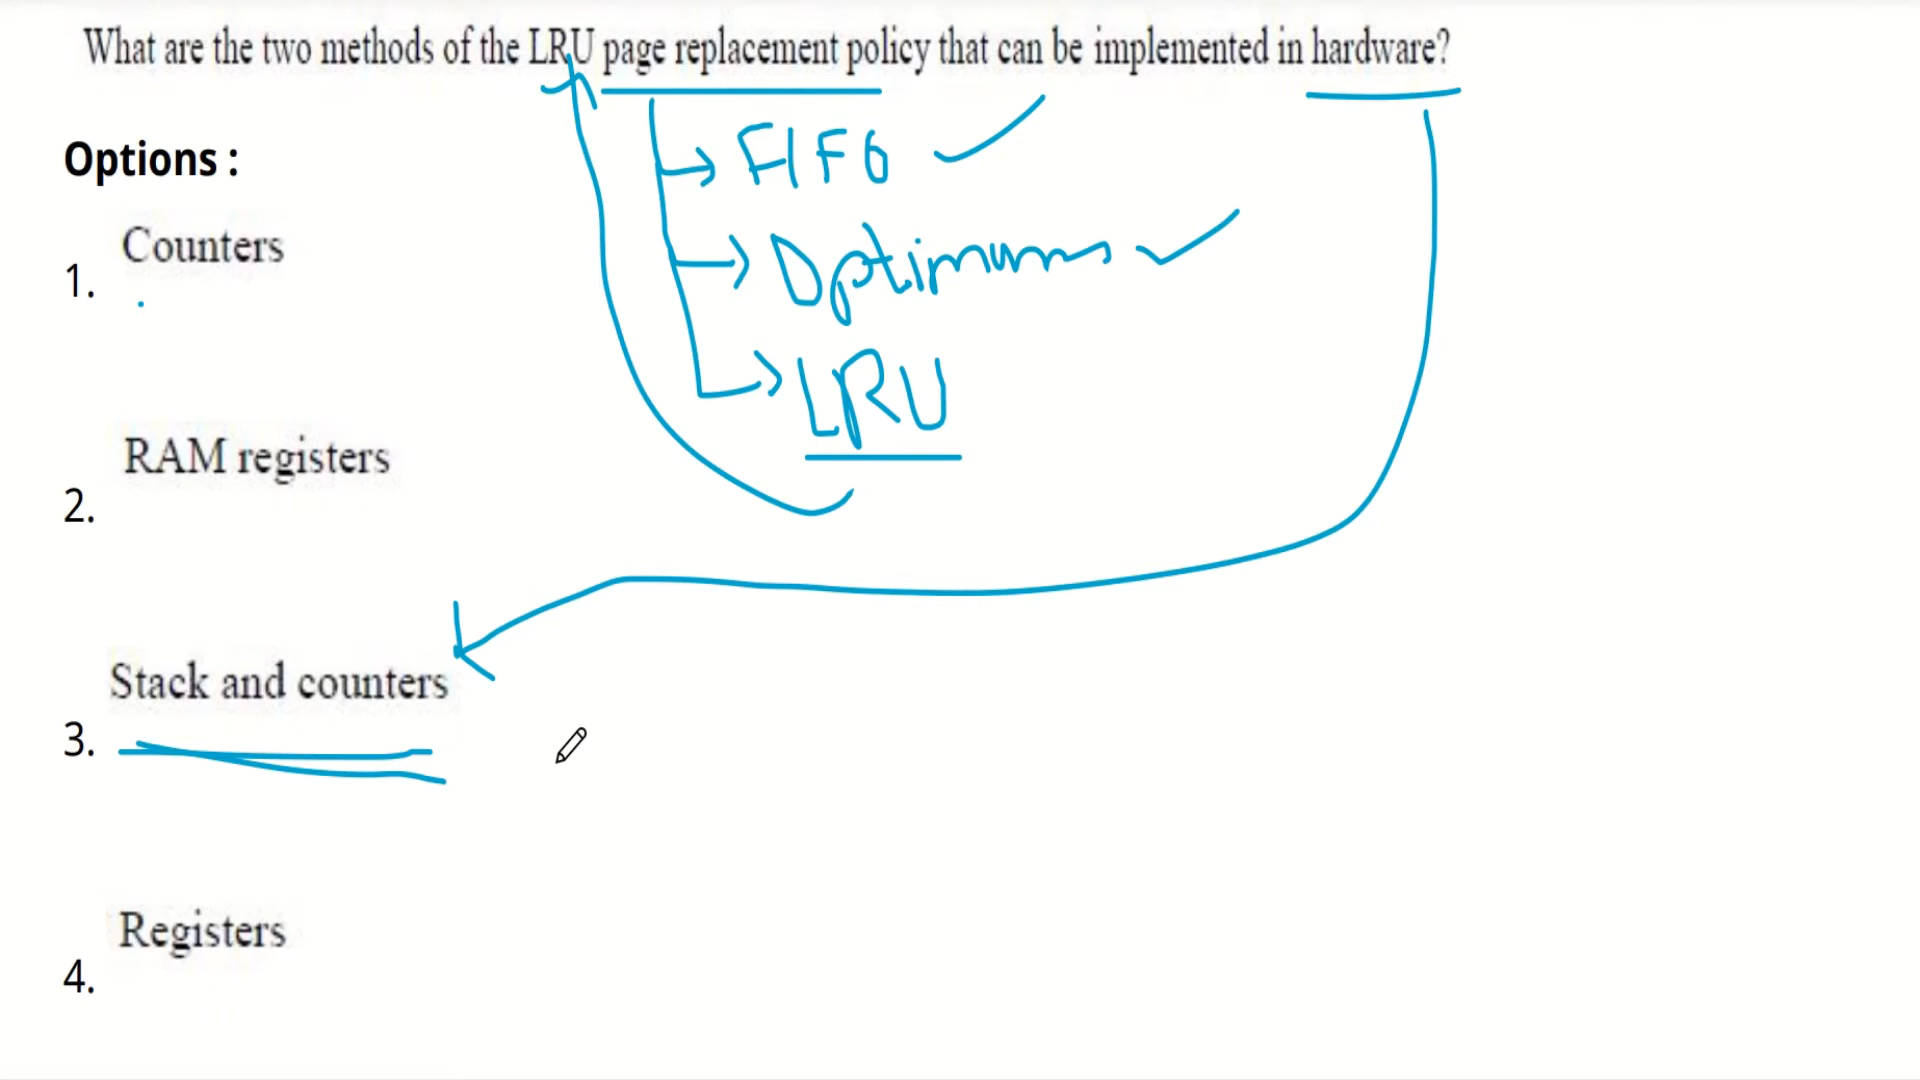 What are the two methods of the LRU page replacement policy that can be implemented in hardware?
FIFO
Options :
Optimum
Counters
1.
LRU
RAM registers
2.
Stack and counters
3.
Registers
4.